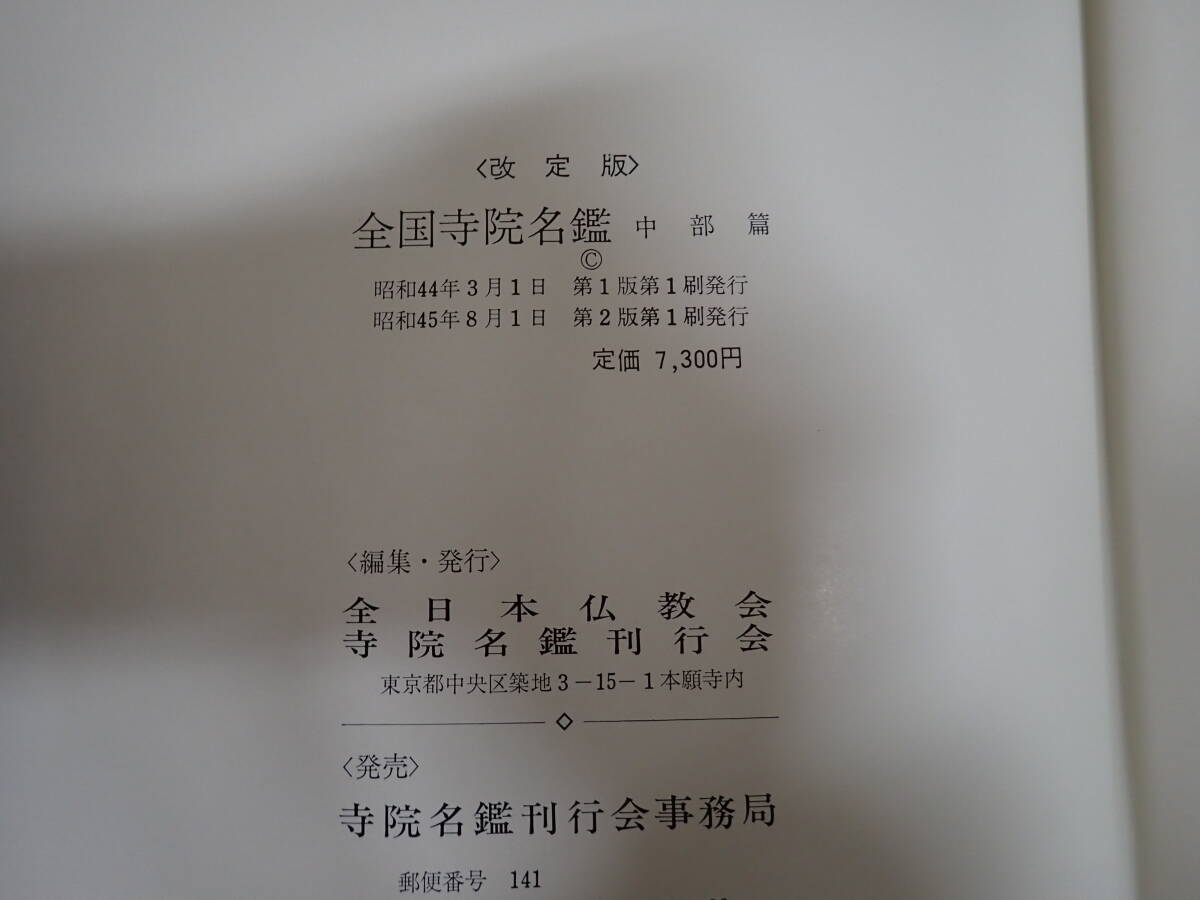 〈改定版〉
全国寺院名鑑 中部篇
Ⓒ
昭和44年3月1日 第1版第1刷発行
昭和45年8月1日 第2版第1刷発行
定価 7,300円
〈編集・発行〉
全日本仏教会
寺院名鑑刊行会
東京都中央区築地3-15-1本願寺内
〈発売〉
寺院名鑑刊行会事務局
郵便番号 141